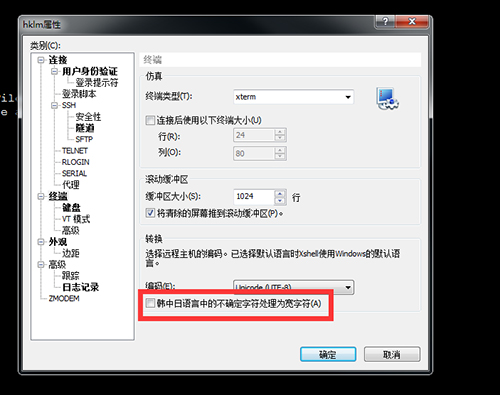 hklm属性
类别(C):
连接
用户身份验证
登录提示符
登录脚本
SSH
安全性
隧道
SFTP
TELNET
RLOGIN
SERIAL
代理
终端
键盘
VT 模式
高级
外观
边距
高级
跟踪
日志记录
ZMODEM
终端
仿真
终端类型(T): xterm
连接后使用以下终端大小(U)
行(R): 24
列(O): 80
滚动缓冲区
缓冲区大小(S): 1024 行
将清除的屏幕推到滚动缓冲区(P)。
转换
选择远程主机的编码。已选择默认语言时Xshell使用Windows的默认语
言。
编码(E): Unicode (UTF-8)
韩中日语言中的不确定字符处理为宽字符(A)
确定 取消